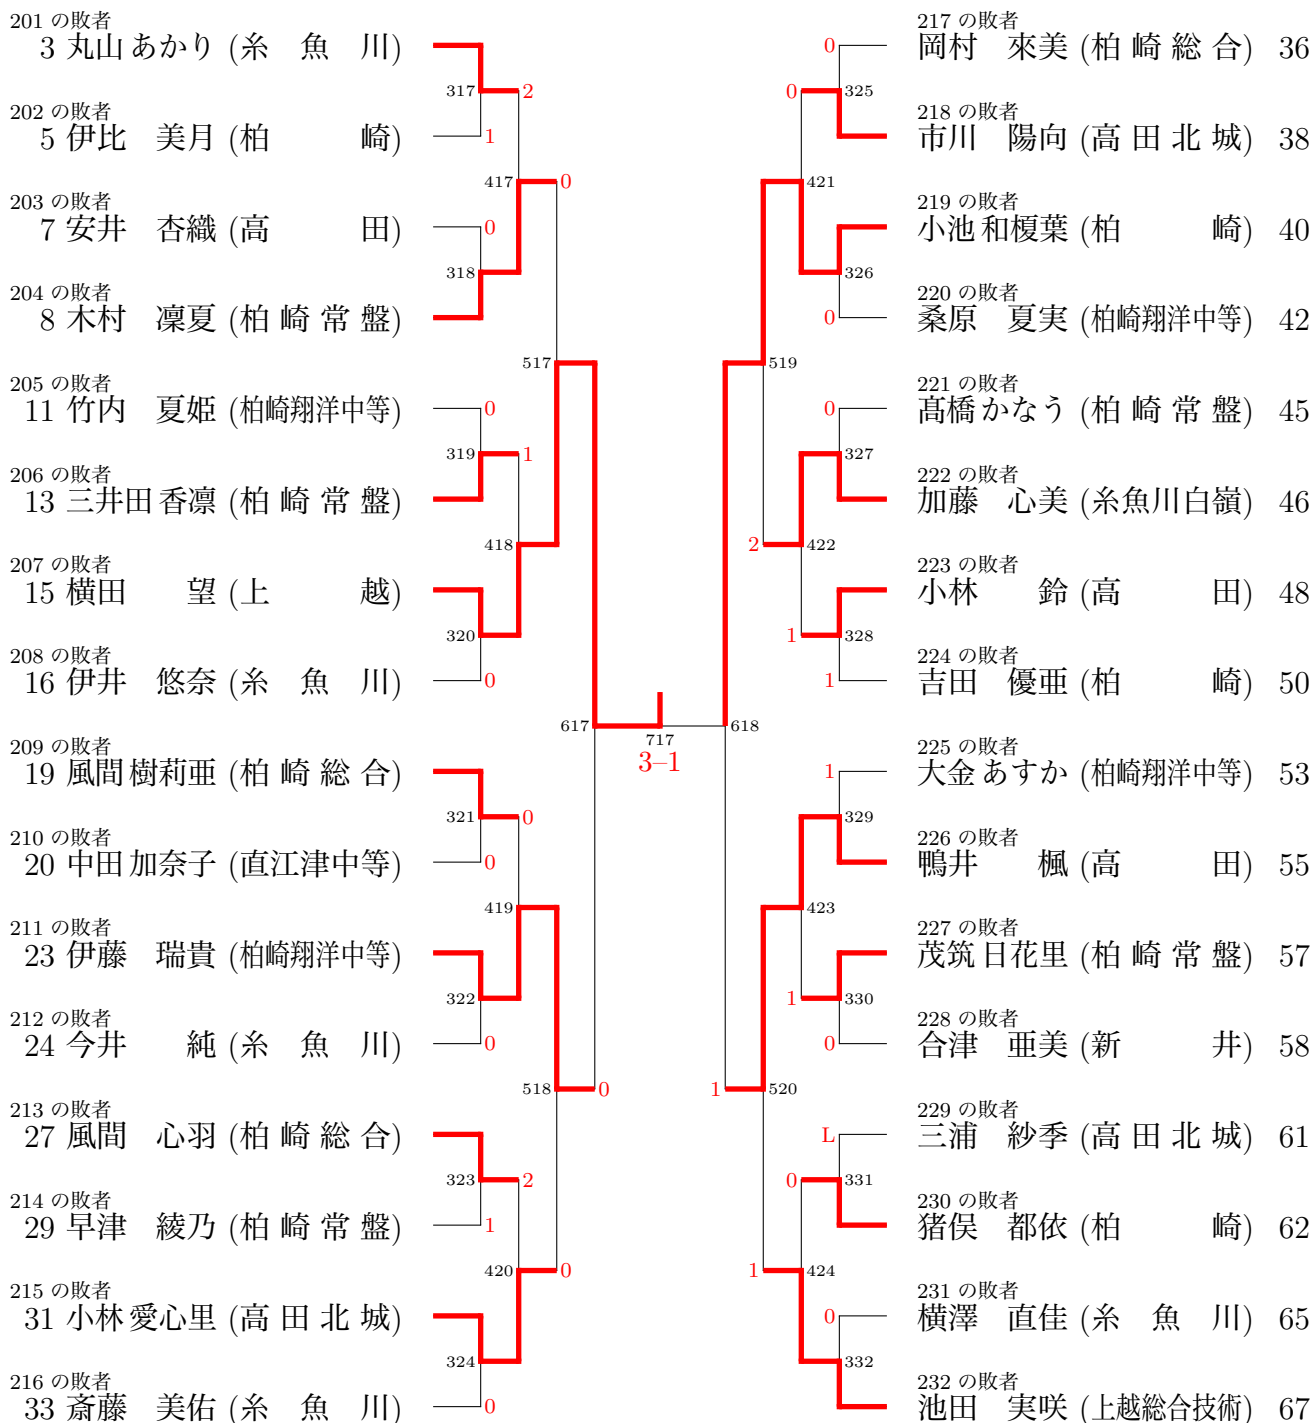 201 の敗者
3 丸山 あかり (糸 魚 川)
202 の敗者
5 伊比 美月 (柏 崎)
203 の敗者
7 安井 杏織 (高 田)
204 の敗者
8 木村 凜夏 (柏 崎 常 盤)
205 の敗者
11 竹内 夏姫 (柏崎翔洋中等)
206 の敗者
13 三井田 香凛 (柏 崎 常 盤)
207 の敗者
15 横田 望 (上 越)
208 の敗者
16 伊井 悠奈 (糸 魚 川)
209 の敗者
19 風間 樹莉亜 (柏 崎 総 合)
210 の敗者
20 中田 加奈子 (直江津中等)
211 の敗者
23 伊藤 瑞貴 (柏崎翔洋中等)
212 の敗者
24 今井 純 (糸 魚 川)
213 の敗者
27 風間 心羽 (柏 崎 総 合)
214 の敗者
29 早津 綾乃 (柏 崎 常 盤)
215 の敗者
31 小林 愛心里 (高 田 北 城)
216 の敗者
33 斎藤 美佑 (糸 魚 川)
317 2
1
417 0
0
318
517
0
319 1
418
320
0
617
321 0
0
419
322
0
518 0
323 2
1
420 0
324
0
717
3–1
618
0
0 325
421
326
0
519
0
327
2 422
1 328
1
1
329
423
1 330
0
1 520
L
0 331
1 424
0
332
217 の敗者
岡村 來美 (柏 崎 総 合) 36
218 の敗者
市川 陽向 (高 田 北 城) 38
219 の敗者
小池 和榎葉 (柏 崎) 40
220 の敗者
桑原 夏実 (柏崎翔洋中等) 42
221 の敗者
髙橋 かなう (柏 崎 常 盤) 45
222 の敗者
加藤 心美 (糸魚川白嶺) 46
223 の敗者
小林 鈴 (高 田) 48
224 の敗者
吉田 優亜 (柏 崎) 50
225 の敗者
大金 あすか (柏崎翔洋中等) 53
226 の敗者
鴨井 楓 (高 田) 55
227 の敗者
茂筑 日花里 (柏 崎 常 盤) 57
228 の敗者
合津 亜美 (新 井) 58
229 の敗者
三浦 紗季 (高 田 北 城) 61
230 の敗者
猪俣 都依 (柏 崎) 62
231 の敗者
横澤 直佳 (糸 魚 川) 65
232 の敗者
池田 実咲 (上越総合技術) 67